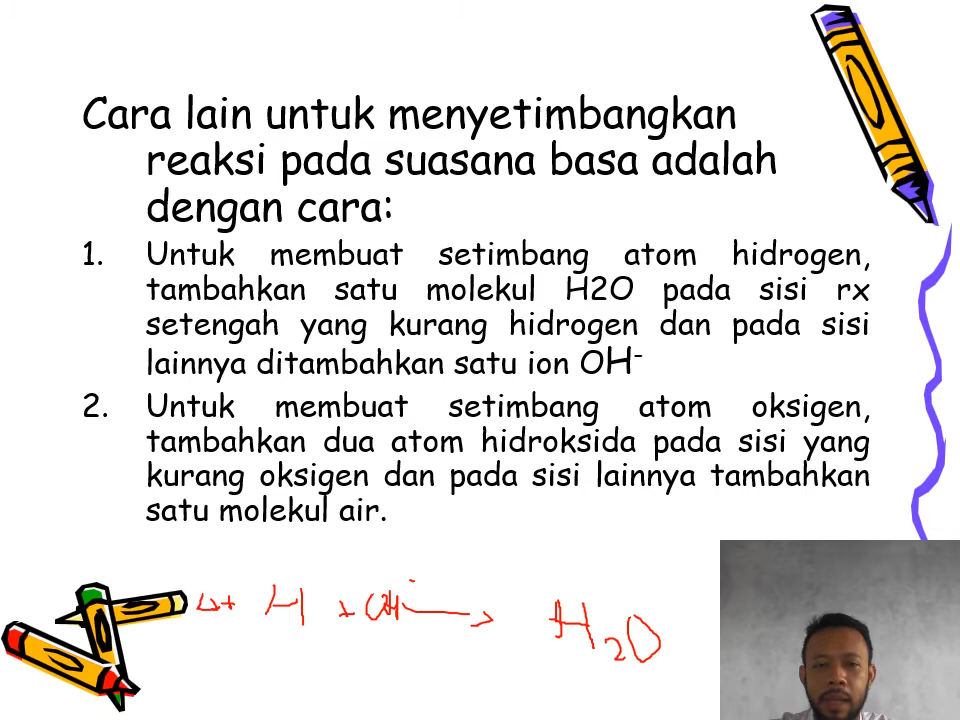 Cara lain untuk menyetimbangkan
reaksi pada suasana basa adalah
dengan cara:
1. Untuk membuat setimbang atom hidrogen,
tambahkan satu molekul H2O pada sisi rx
setengah yang kurang hidrogen dan pada sisi
lainnya ditambahkan satu ion OH⁻
2. Untuk membuat setimbang atom oksigen,
tambahkan dua atom hidroksida pada sisi yang
kurang oksigen dan pada sisi lainnya tambahkan
satu molekul air.
H + OH⁻ → H₂O